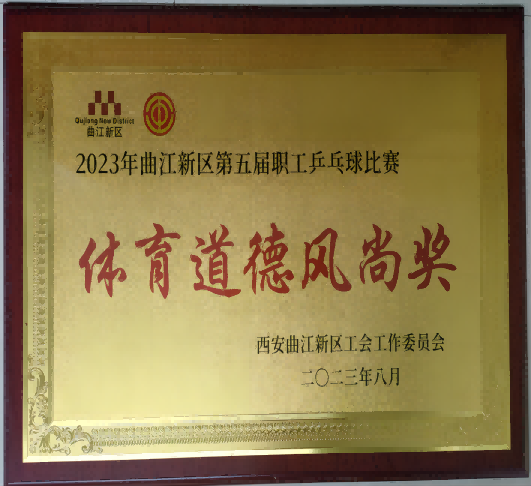 Qujiang New District
曲江新区
2023年曲江新区第五届职工乒乓球比赛
体育道德风尚奖
西安曲江新区工会工作委员会
二〇二三年八月